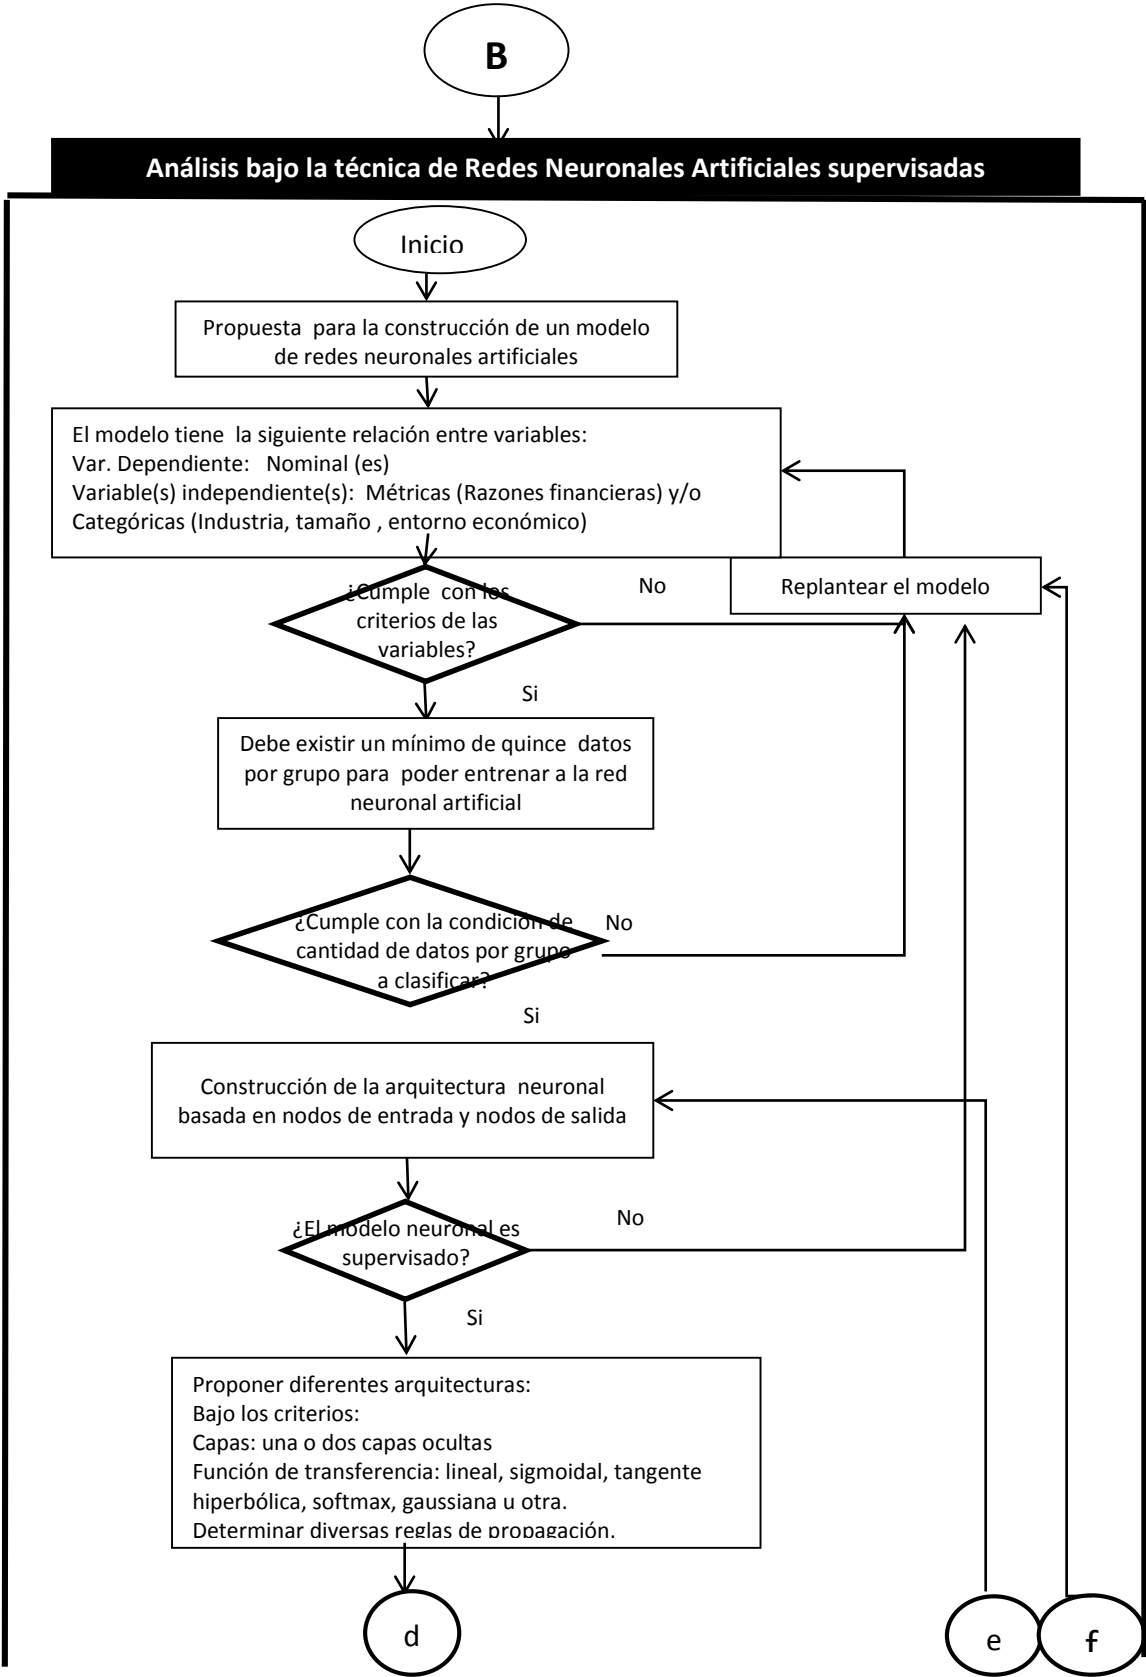 B
Análisis bajo la técnica de Redes Neuronales Artificiales supervisadas
Inicio
Propuesta para la construcción de un modelo
de redes neuronales artificiales
El modelo tiene la siguiente relación entre variables:
Var. Dependiente: Nominal (es)
Variable(s) independiente(s): Métricas (Razones financieras) y/o
Categóricas (Industria, tamaño , entorno económico)
¿Cumple con los
criterios de las
variables?
No
Replantear el modelo
Si
Debe existir un mínimo de quince datos
por grupo para poder entrenar a la red
neuronal artificial
¿Cumple con la condición de
cantidad de datos por grupo
a clasificar?
No
Si
Construcción de la arquitectura neuronal
basada en nodos de entrada y nodos de salida
¿El modelo neuronal es
supervisado?
No
Si
Proponer diferentes arquitecturas:
Bajo los criterios:
Capas: una o dos capas ocultas
Función de transferencia: lineal, sigmoidal, tangente
hiperbólica, softmax, gaussiana u otra.
Determinar diversas reglas de propagación.
d
e
f